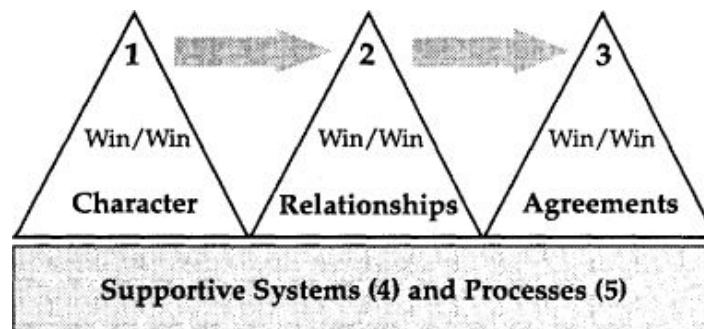 1 2 3
Win/Win Win/Win Win/Win
Character Relationships Agreements
Supportive Systems (4) and Processes (5)